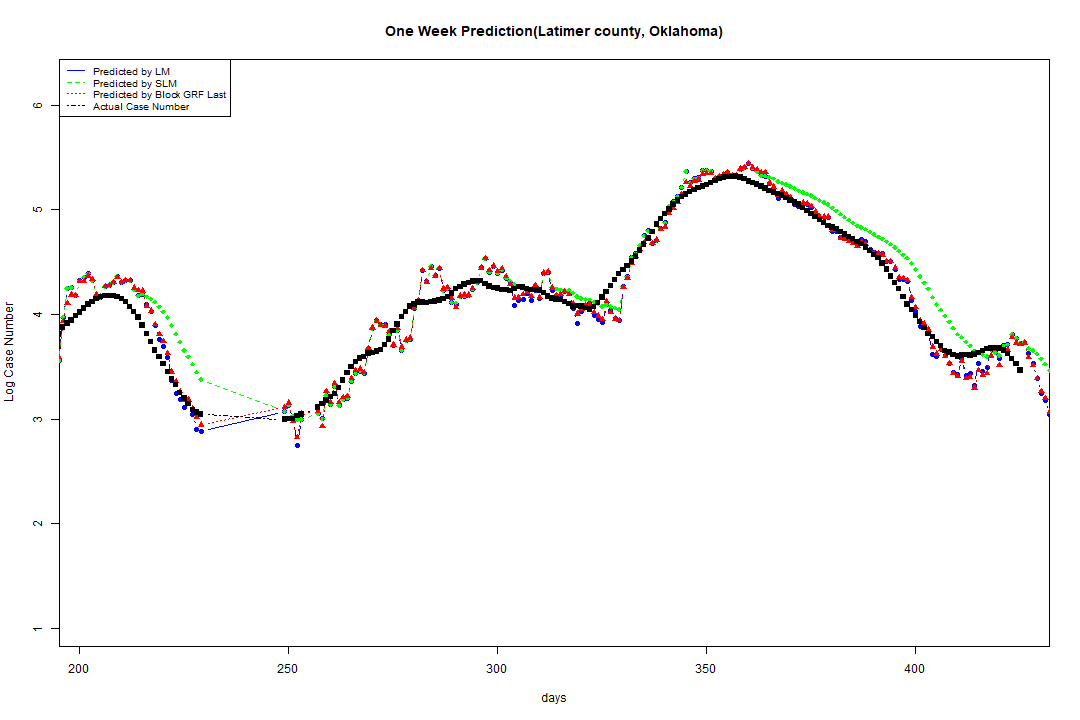 One Week Prediction(Latimer county, Oklahoma)
Predicted by LM
Predicted by SLM
Predicted by Block GRF Last
Actual Case Number
6
5
4
3
2
1
Log Case Number
200 250 300 350 400
days